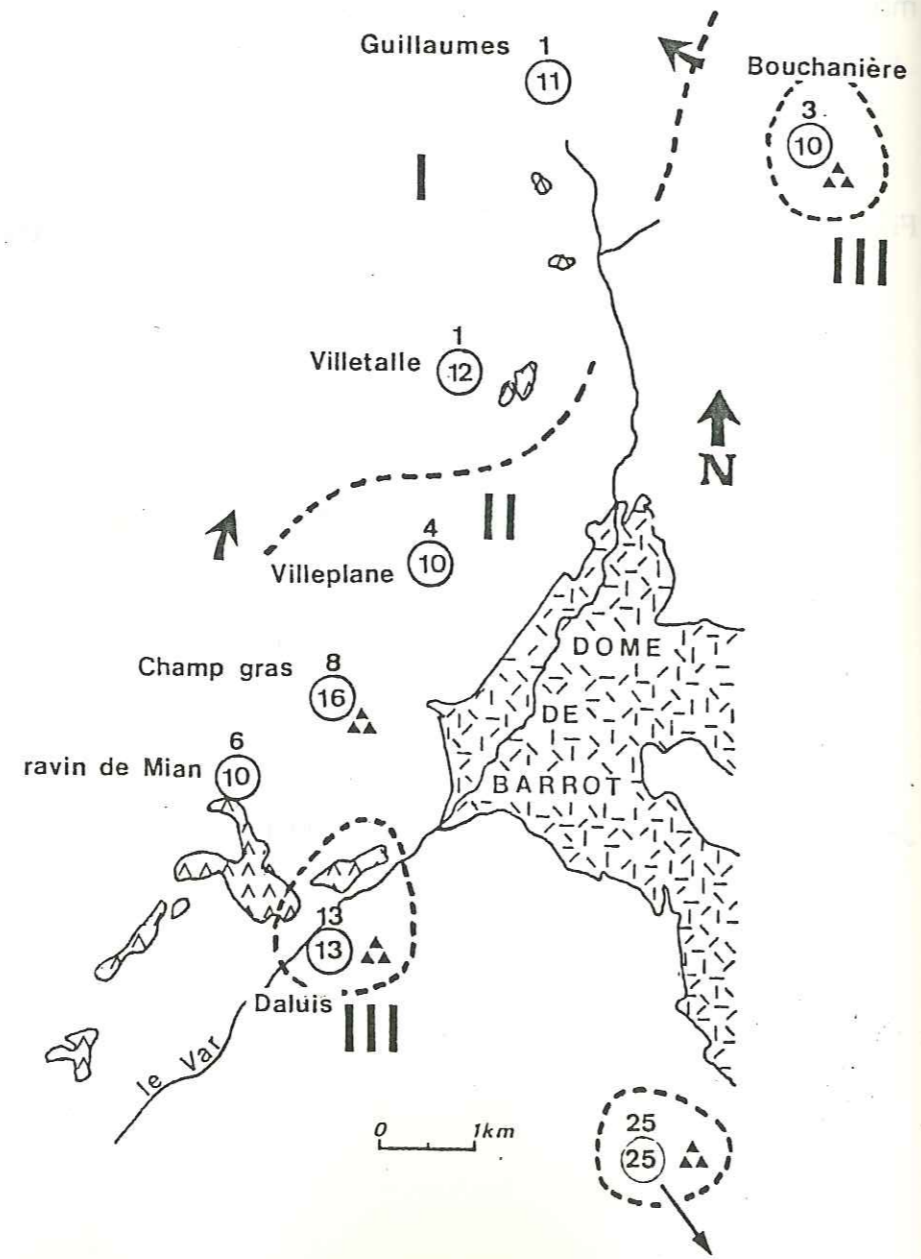 Guillaumes 1
11
Bouchanière
3
10
I
III
1
Villetalle 12
N
II
4
Villeplane 10
DOME
Champ gras 8
16
DE
6
ravin de Mian 10
BARROT
13
13
Daluis
III
le Var
0 1km
25
25